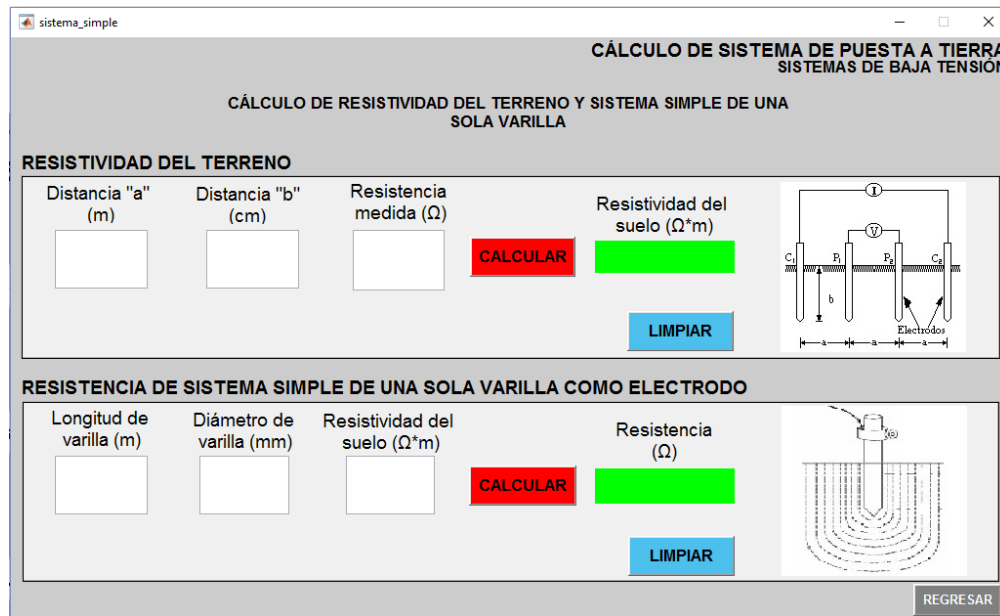 sistema_simple
CÁLCULO DE SISTEMA DE PUESTA A TIERRA
SISTEMAS DE BAJA TENSIÓN
CÁLCULO DE RESISTIVIDAD DEL TERRENO Y SISTEMA SIMPLE DE UNA
SOLA VARILLA
RESISTIVIDAD DEL TERRENO
Distancia "a"
(m)
Distancia "b"
(cm)
Resistencia
medida (Ω)
CALCULAR
Resistividad del
suelo (Ω*m)
LIMPIAR
I
V
C1
P1
P2
C2
b
Electrodos
a
a
a
RESISTENCIA DE SISTEMA SIMPLE DE UNA SOLA VARILLA COMO ELECTRODO
Longitud de
varilla (m)
Diámetro de
varilla (mm)
Resistividad del
suelo (Ω*m)
CALCULAR
Resistencia
(Ω)
LIMPIAR
REGRESAR